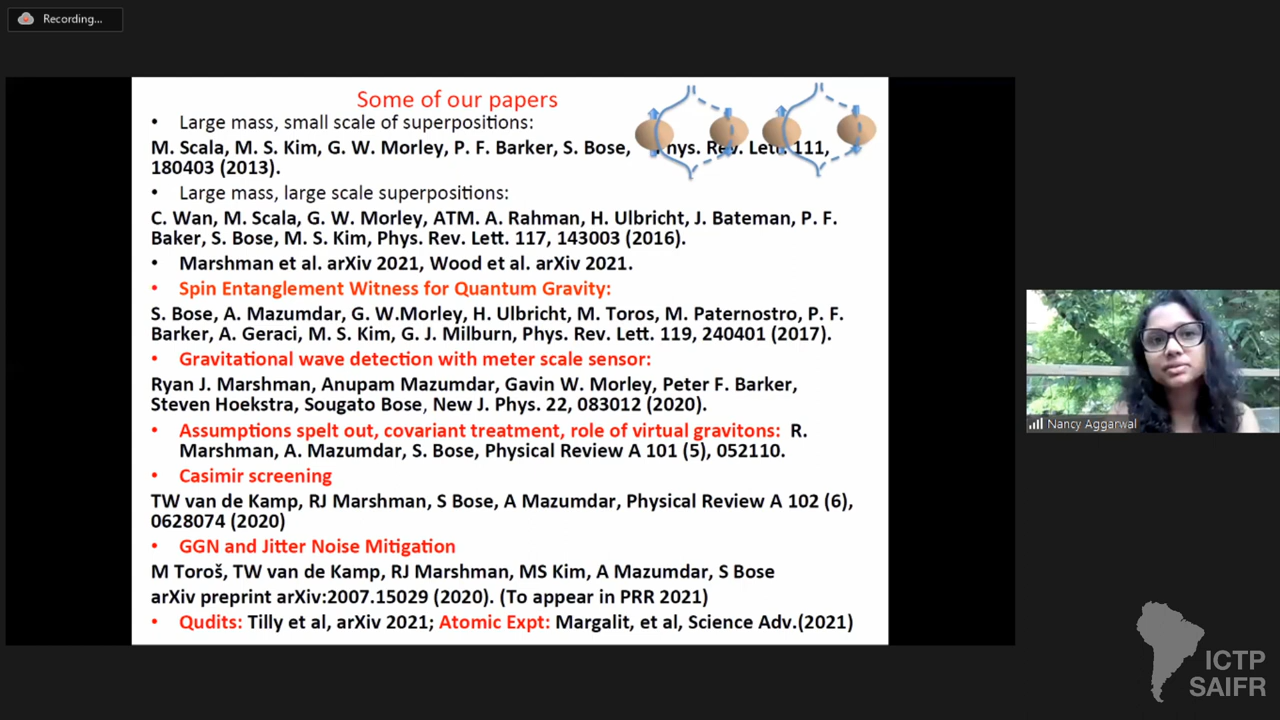 Recording...
Some of our papers
• Large mass, small scale of superpositions:
M. Scala, M. S. Kim, G. W. Morley, P. F. Barker, S. Bose, Phys. Rev. Lett. 111,
180403 (2013).
• Large mass, large scale superpositions:
C. Wan, M. Scala, G. W. Morley, ATM. A. Rahman, H. Ulbricht, J. Bateman, P. F.
Baker, S. Bose, M. S. Kim, Phys. Rev. Lett. 117, 143003 (2016).
• Marshman et al. arXiv 2021, Wood et al. arXiv 2021.
• Spin Entanglement Witness for Quantum Gravity:
S. Bose, A. Mazumdar, G. W.Morley, H. Ulbricht, M. Toros, M. Paternostro, P. F.
Barker, A. Geraci, M. S. Kim, G. J. Milburn, Phys. Rev. Lett. 119, 240401 (2017).
• Gravitational wave detection with meter scale sensor:
Ryan J. Marshman, Anupam Mazumdar, Gavin W. Morley, Peter F. Barker,
Steven Hoekstra, Sougato Bose, New J. Phys. 22, 083012 (2020).
• Assumptions spelt out, covariant treatment, role of virtual gravitons: R.
Marshman, A. Mazumdar, S. Bose, Physical Review A 101 (5), 052110.
• Casimir screening
TW van de Kamp, RJ Marshman, S Bose, A Mazumdar, Physical Review A 102 (6),
0628074 (2020)
• GGN and Jitter Noise Mitigation
M Toroš, TW van de Kamp, RJ Marshman, MS Kim, A Mazumdar, S Bose
arXiv preprint arXiv:2007.15029 (2020). (To appear in PRR 2021)
• Qudits: Tilly et al, arXiv 2021; Atomic Expt: Margalit, et al, Science Adv.(2021)
Nancy Aggarwal
ICTP
SAIFR